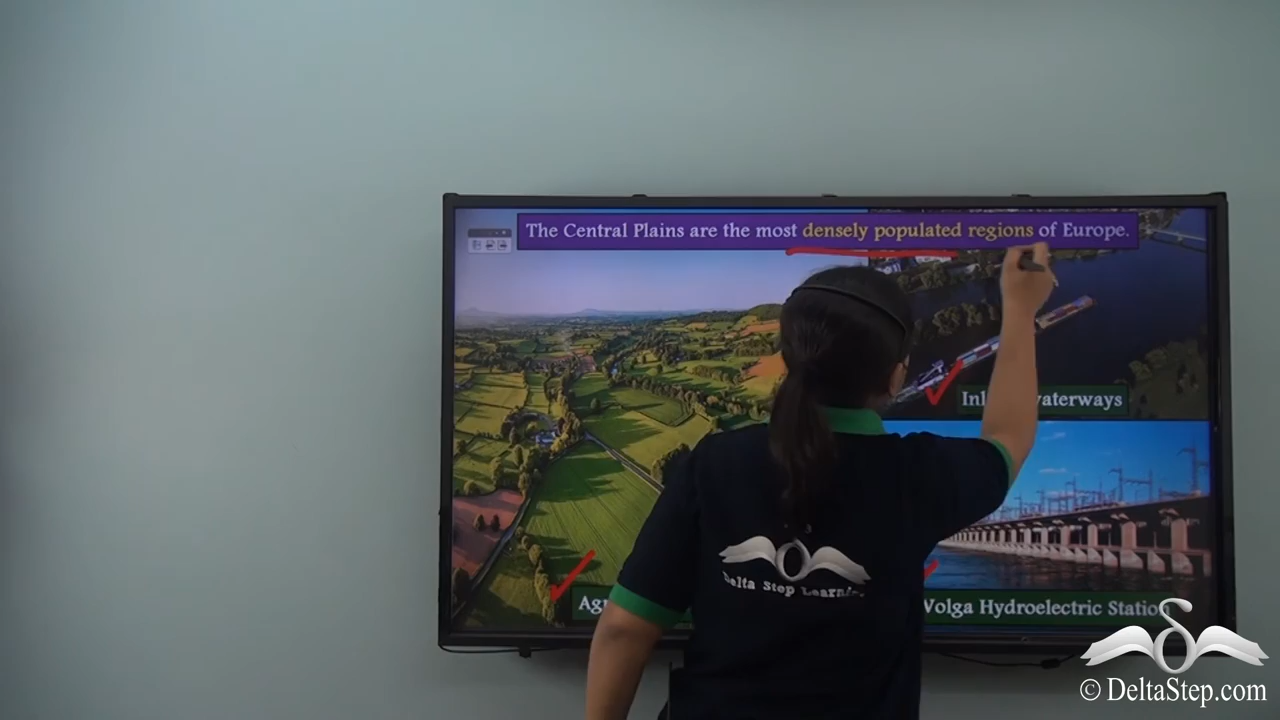 The Central Plains are the most densely populated regions of Europe.
waterways
Volga Hydroelectric Station
Delta Step
© DeltaStep.com